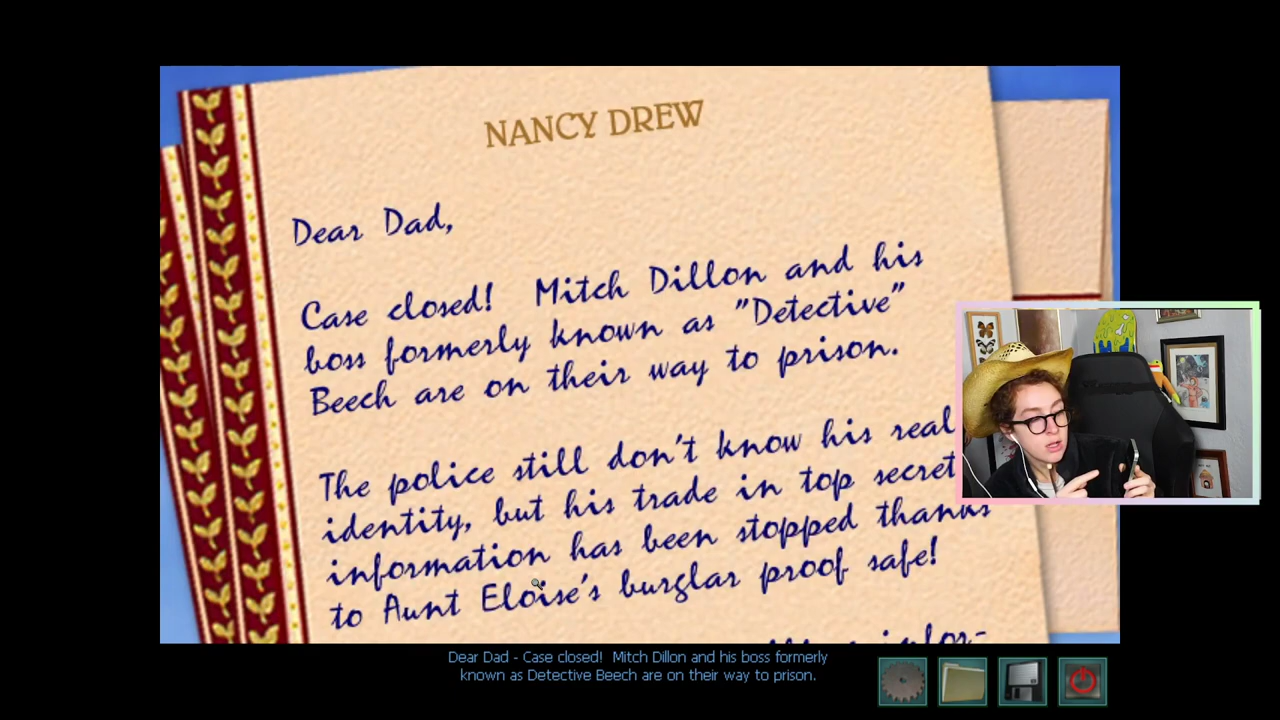 NANCY DREW
Dear Dad,
Case closed! Mitch Dillon and his
boss formerly known as "Detective"
Beech are on their way to prison.
The police still don't know his real
identity, but his trade in top secret
information has been stopped thanks
to Aunt Eloise's burglar proof safe!
Dear Dad - Case closed! Mitch Dillon and his boss formerly
known as Detective Beech are on their way to prison.